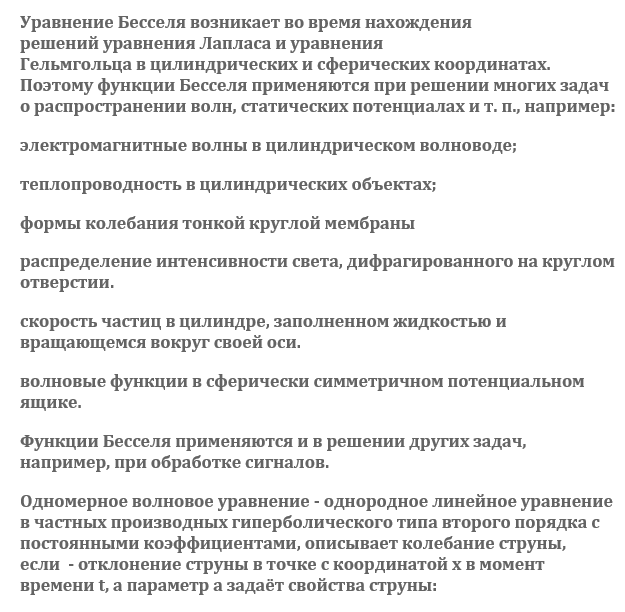 Уравнение Бесселя возникает во время нахождения
решений уравнения Лапласа и уравнения
Гельмгольца в цилиндрических и сферических координатах.
Поэтому функции Бесселя применяются при решении многих задач
о распространении волн, статических потенциалах и т. п., например:
электромагнитные волны в цилиндрическом волноводе;
теплопроводность в цилиндрических объектах;
формы колебания тонкой круглой мембраны
распределение интенсивности света, дифрагированного на круглом
отверстии.
скорость частиц в цилиндре, заполненном жидкостью и
вращающемся вокруг своей оси.
волновые функции в сферически симметричном потенциальном
ящике.
Функции Бесселя применяются и в решении других задач,
например, при обработке сигналов.
Одномерное волновое уравнение - однородное линейное уравнение
в частных производных гиперболического типа второго порядка с
постоянными коэффициентами, описывает колебание струны,
если  - отклонение струны в точке с координатой x в момент
времени t, а параметр a задаёт свойства струны: